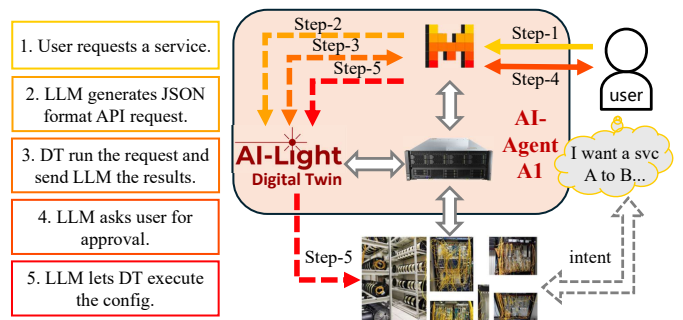 1. User requests a service.
2. LLM generates JSON
format API request.
3. DT run the request and
send LLM the results.
4. LLM asks user for
approval.
5. LLM lets DT execute
the config.
Step-2
Step-3
Step-5
Step-1
Step-4
user
AI-Light
Digital Twin
AI-
Agent
A1
I want a svc
A to B...
Step-5
intent